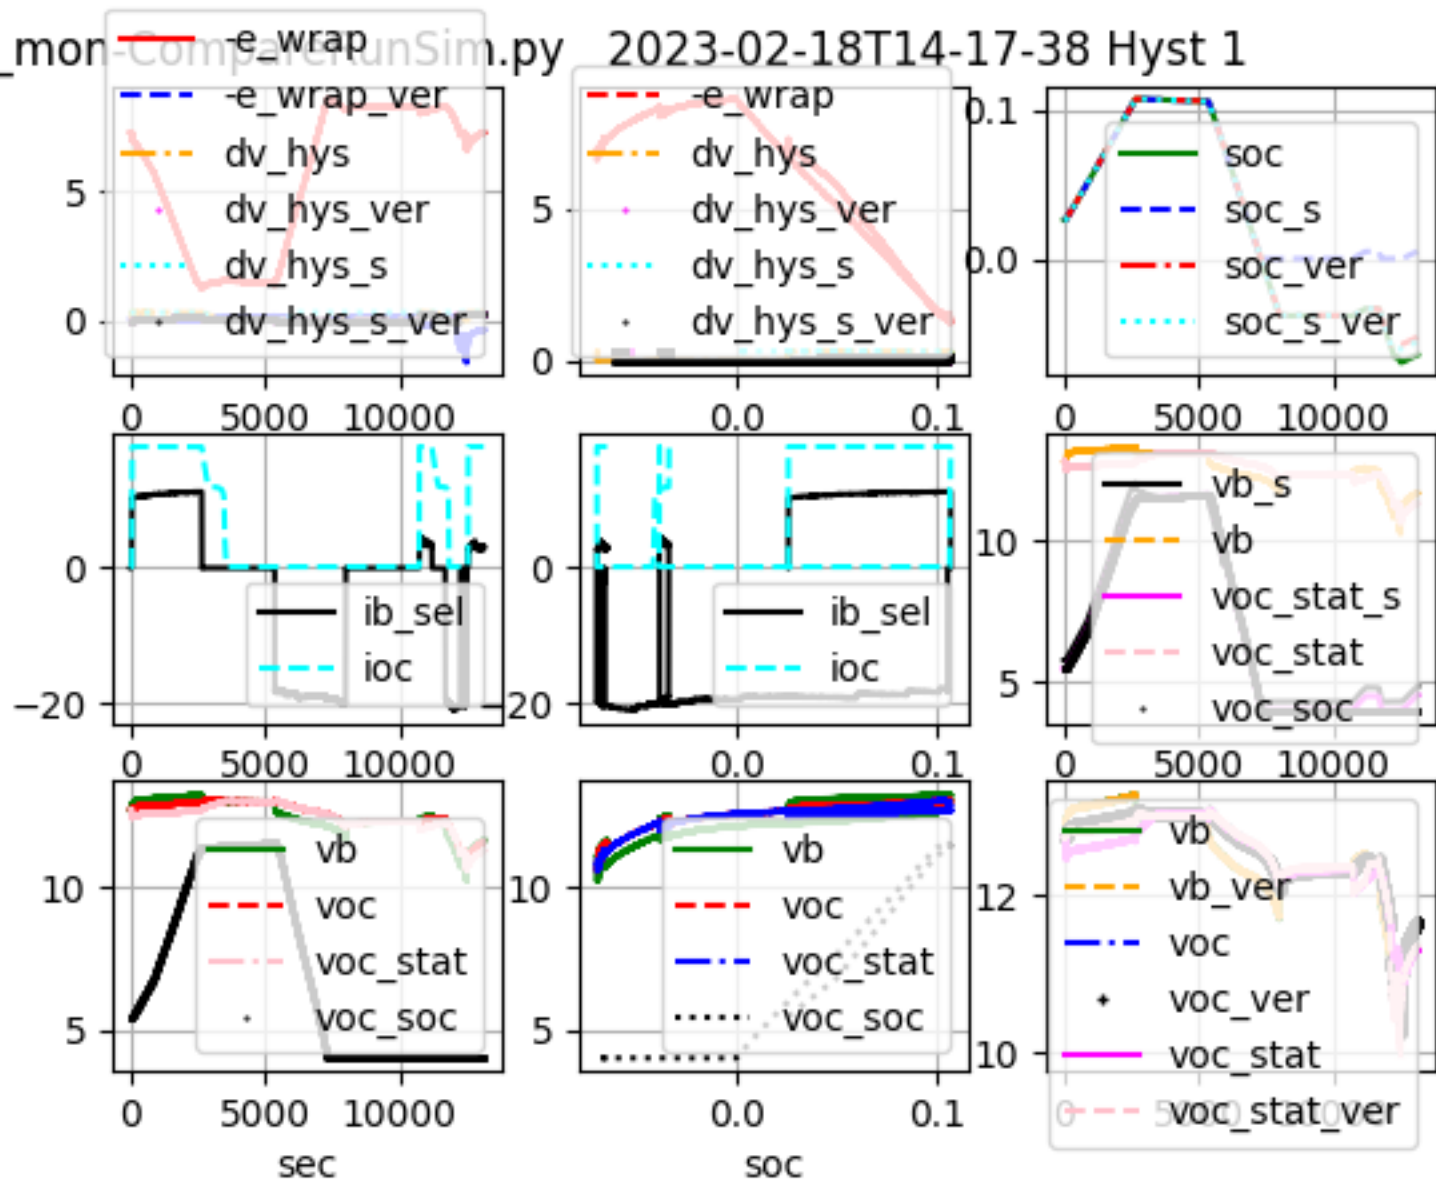 _mon-CompareRunSim.py 2023-02-18T14-17-38 Hyst 1
-e_wrap
-e_wrap_ver
dv_hys
dv_hys_ver
dv_hys_s
dv_hys_s_ver
5
0
0 5000 10000
-e_wrap
dv_hys
dv_hys_ver
dv_hys_s
dv_hys_s_ver
5
0
0.0 0.1
soc
soc_s
soc_ver
soc_s_ver
0.1
0.0
0 5000 10000
ib_sel
ioc
0
−20
0 5000 10000
ib_sel
ioc
0
20
0.0 0.1
vb_s
vb
voc_stat_s
voc_stat
voc_soc
10
5
0 5000 10000
vb
voc
voc_stat
voc_soc
10
5
0 5000 10000
sec
vb
voc
voc_stat
voc_soc
10
5
0.0 0.1
soc
vb
vb_ver
voc
voc_ver
voc_stat
voc_stat_ver
12
10
0 5000 10000